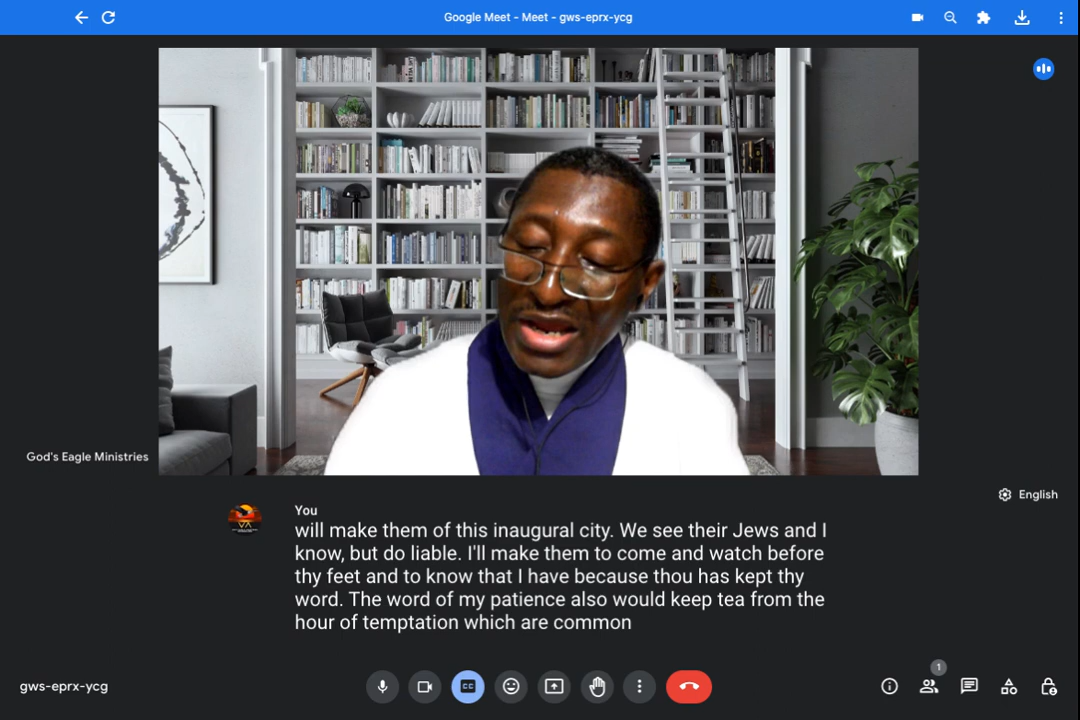 Google Meet - Meet - gws-eprx-ycg
God's Eagle Ministries
English
You
will make them of this inaugural city. We see their Jews and I
know, but do liable. I'll make them to come and watch before
thy feet and to know that I have because thou has kept thy
word. The word of my patience also would keep tea from the
hour of temptation which are common
gws-eprx-ycg
CC
1